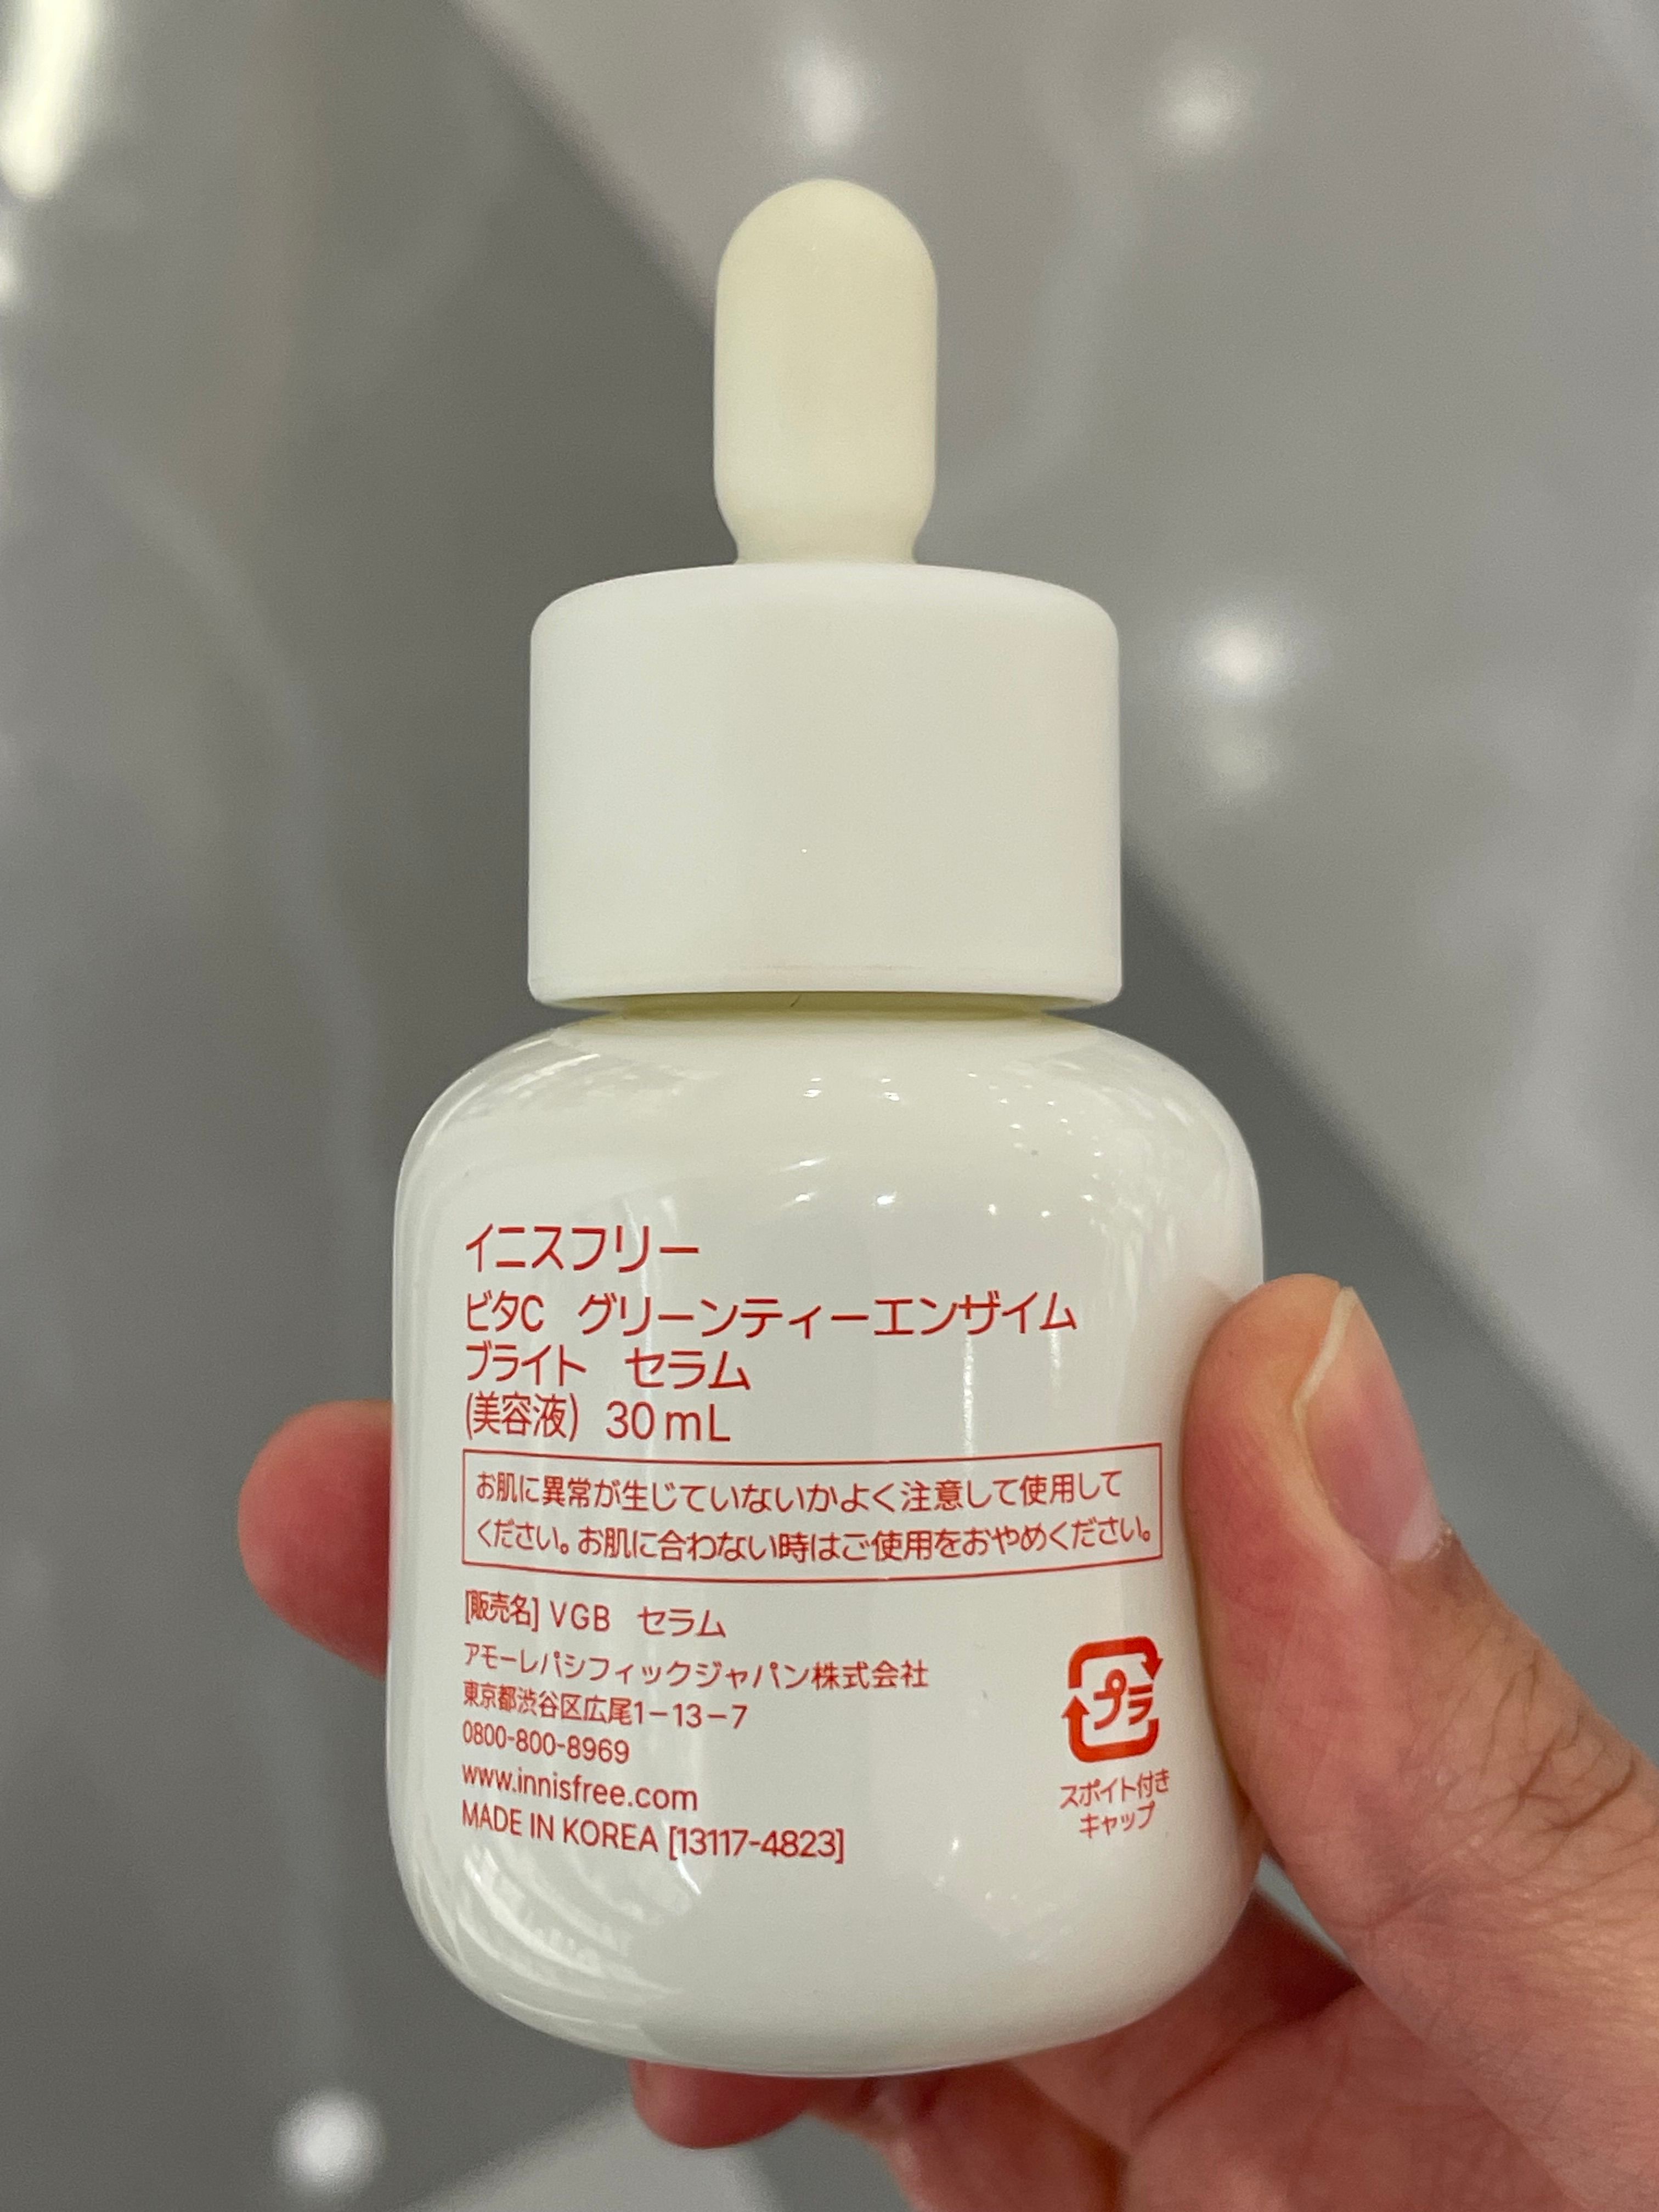 イニスフリー
ビタC グリーンティーエンザイム
ブライト セラム
(美容液) 30mL
お肌に異常が生じていないかよく注意して使用して
ください。お肌に合わない時はご使用をおやめください。
[販売名] VGB セラム
アモーレパシフィックジャパン株式会社
東京都渋谷区広尾1-13-7
0800-800-8969
www.innisfree.com
MADE IN KOREA [13117-4823]
プラ
スポイト付き
キャップ